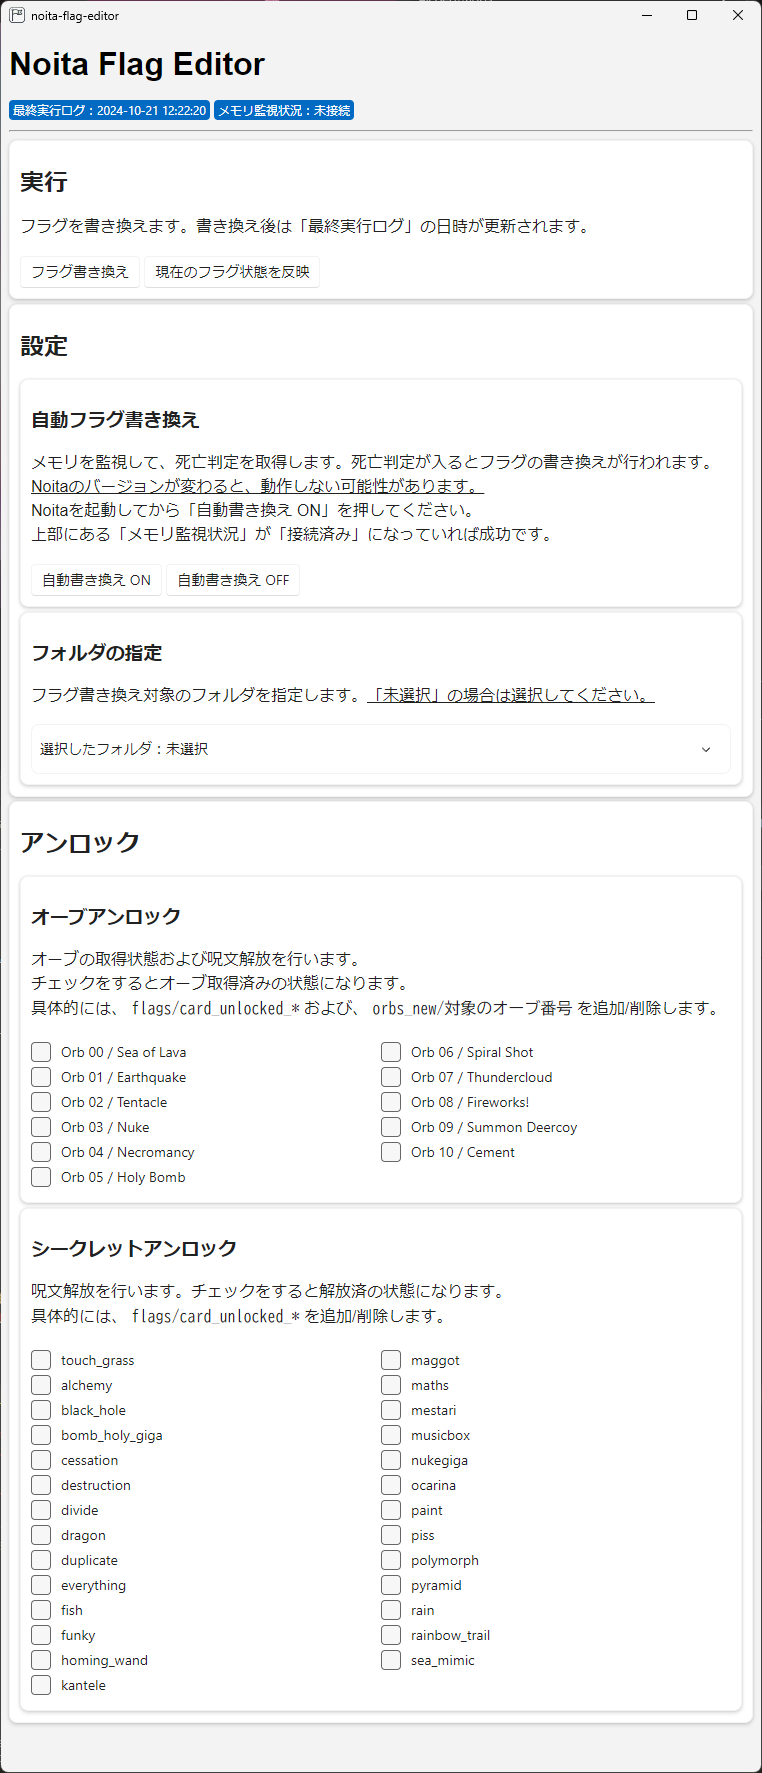 noita-flag-editor
Noita Flag Editor
最終実行ログ：2024-10-21 12:22:20 メモリ監視状況：未接続
実行
フラグを書き換えます。書き換え後は「最終実行ログ」の日時が更新されます。
フラグ書き換え 現在のフラグ状態を反映
設定
自動フラグ書き換え
メモリを監視して、死亡判定を取得します。死亡判定が入るとフラグの書き換えが行われます。
Noitaのバージョンが変わると、動作しない可能性があります。
Noitaを起動してから「自動書き換え ON」を押してください。
上部にある「メモリ監視状況」が「接続済み」になっていれば成功です。
自動書き換え ON 自動書き換え OFF
フォルダの指定
フラグ書き換え対象のフォルダを指定します。「未選択」の場合は選択してください。
選択したフォルダ：未選択
アンロック
オーブアンロック
オーブの取得状態および呪文解放を行います。
チェックをするとオーブ取得済みの状態になります。
具体的には、 flags/card_unlocked_* および、 orbs_new/対象のオーブ番号 を追加/削除します。
Orb 00 / Sea of Lava
Orb 01 / Earthquake
Orb 02 / Tentacle
Orb 03 / Nuke
Orb 04 / Necromancy
Orb 05 / Holy Bomb
Orb 06 / Spiral Shot
Orb 07 / Thundercloud
Orb 08 / Fireworks!
Orb 09 / Summon Deercoy
Orb 10 / Cement
シークレットアンロック
呪文解放を行います。チェックをすると解放済の状態になります。
具体的には、 flags/card_unlocked_* を追加/削除します。
touch_grass
alchemy
black_hole
bomb_holy_giga
cessation
destruction
divide
dragon
duplicate
everything
fish
funky
homing_wand
kantele
maggot
maths
mestari
musicbox
nukegiga
ocarina
paint
piss
polymorph
pyramid
rain
rainbow_trail
sea_mimic